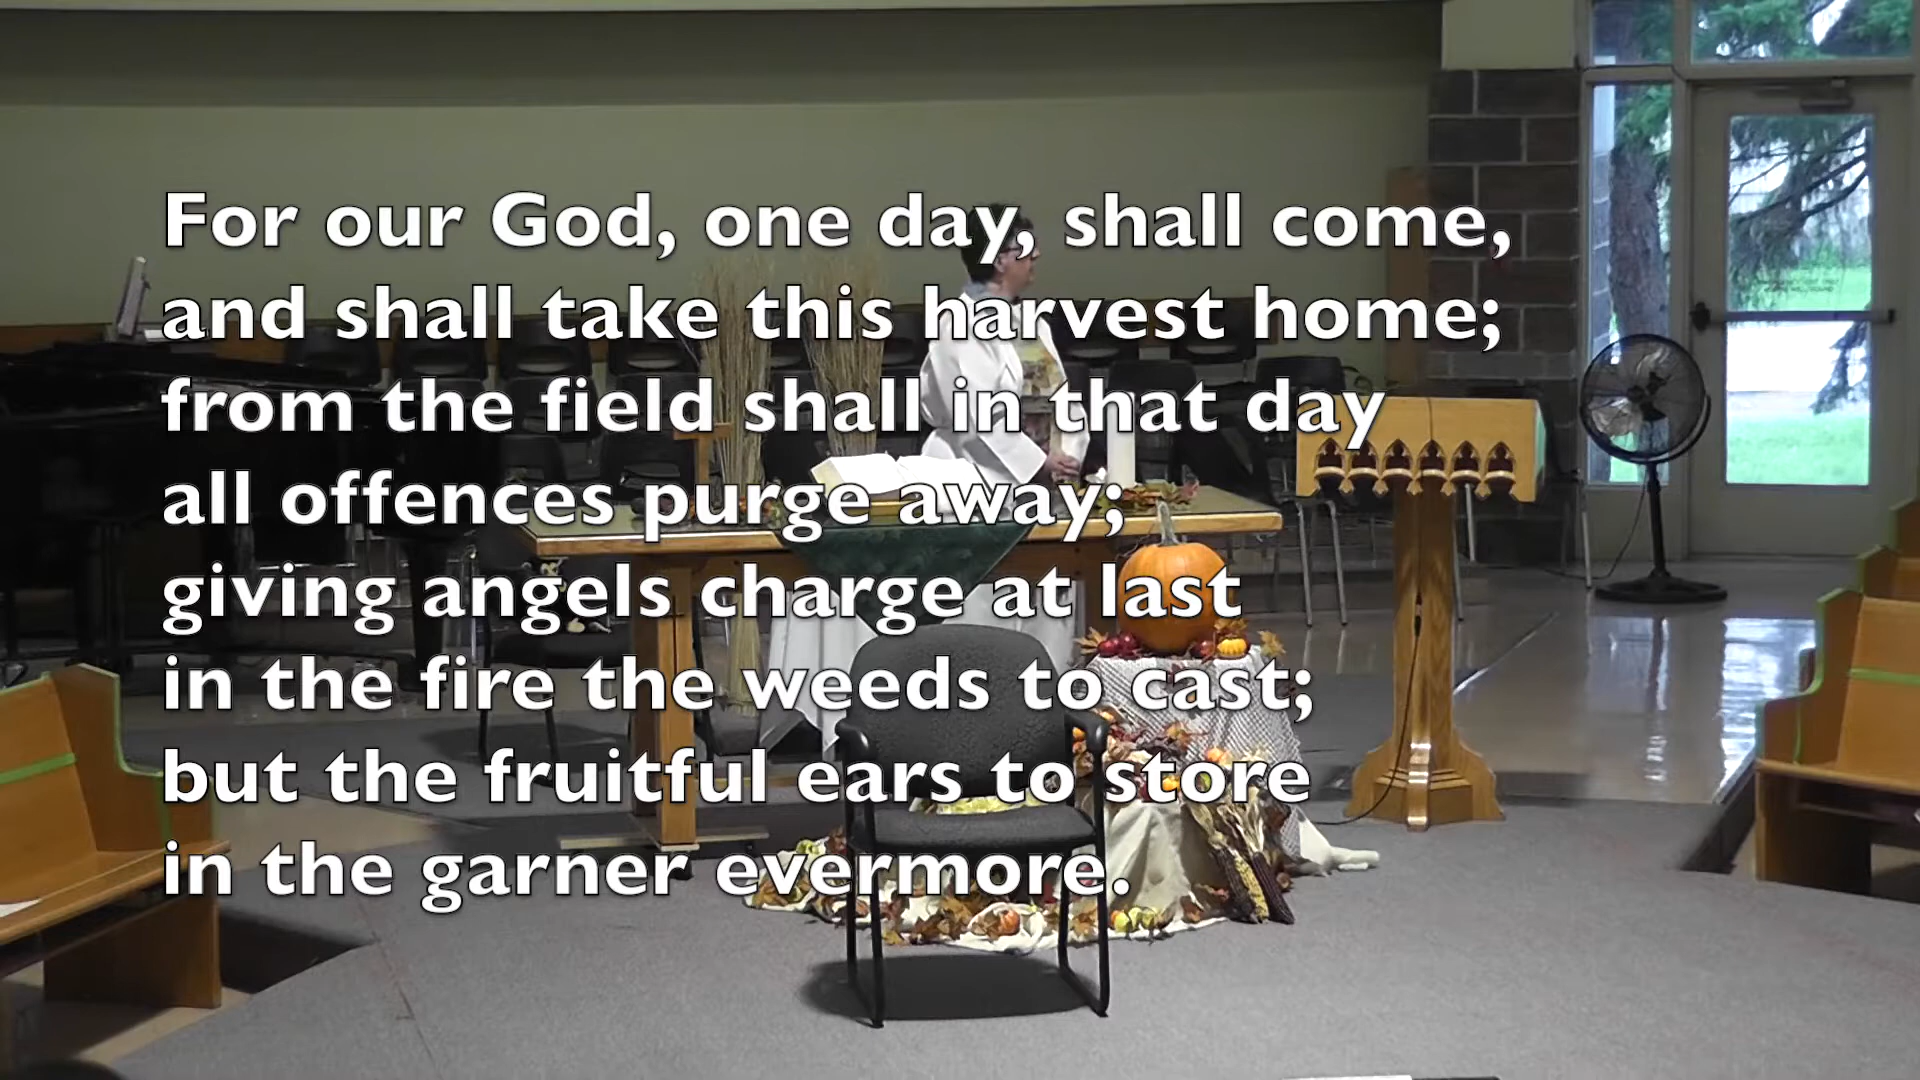 For our God, one day, shall come,
and shall take this harvest home;
from the field shall in that day
all offences purge away;
giving angels charge at last
in the fire the weeds to cast;
but the fruitful ears to store
in the garner evermore.